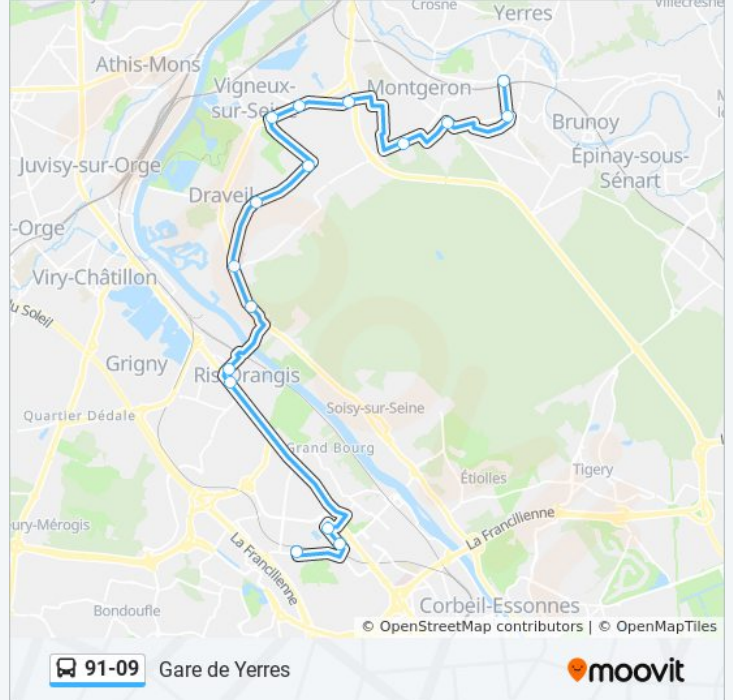 Crosne
Yerres
Villecresne
Athis-Mons
Vigneux-
sur-Seine
Montgeron
Brunoy
Épinay-sous-
Sénart
Juvisy-sur-Orge
Draveil
-Orge
Viry-Châtillon
du Soleil
Grigny
Ris-Orangis
Quartier Dédale
Soisy-sur-Seine
Grand Bourg
Tigery
Étiolles
eury-Mérogis
La Francilienne
La Francilienne
Bondoufle
Corbeil-Essonnes
© OpenStreetMap contributors | © OpenMapTiles
91-09 Gare de Yerres
moovit